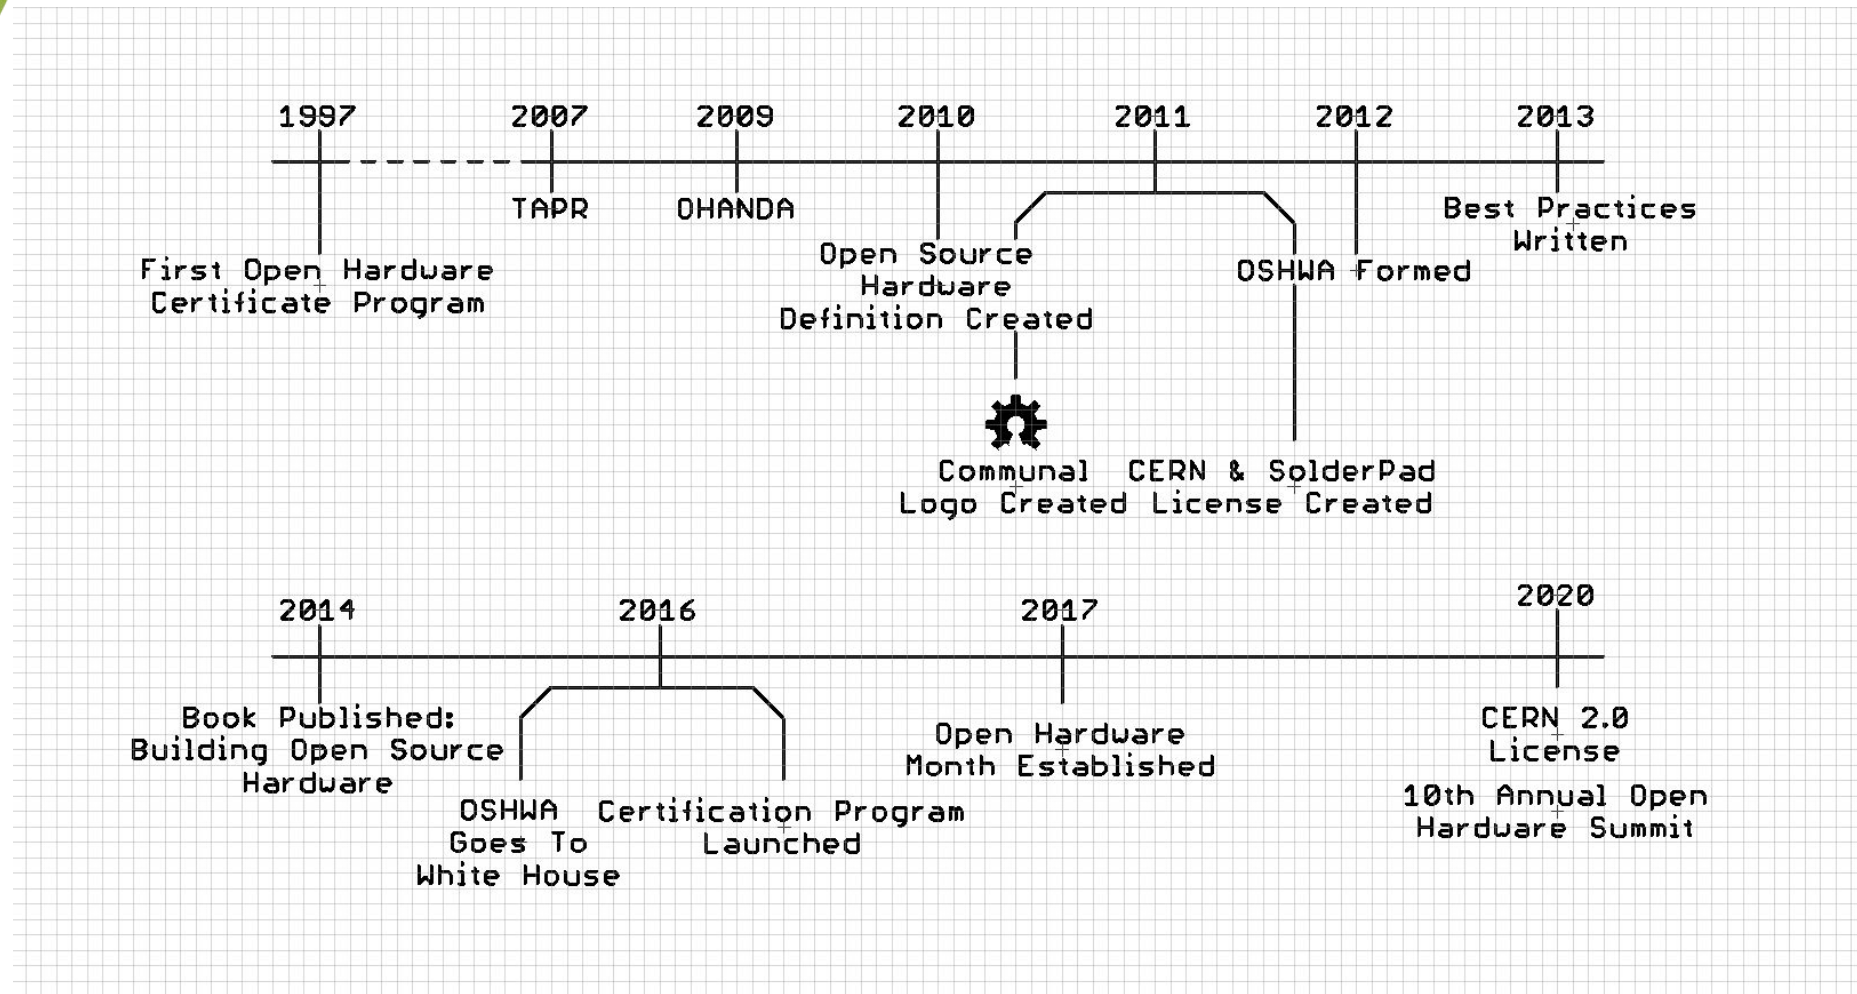 1997
2007
2009
2010
2011
2012
2013
First Open Hardware
Certificate Program
TAPR
OHANDA
Open Source
Hardware
Definition Created
Communal
Logo Created
CERN & SolderPad
License Created
OSHWA Formed
Best Practices
Written
2014
2016
2017
2020
Book Published:
Building Open Source
Hardware
OSHWA
Goes To
White House
Certification Program
Launched
Open Hardware
Month Established
CERN 2.0
License
10th Annual Open
Hardware Summit